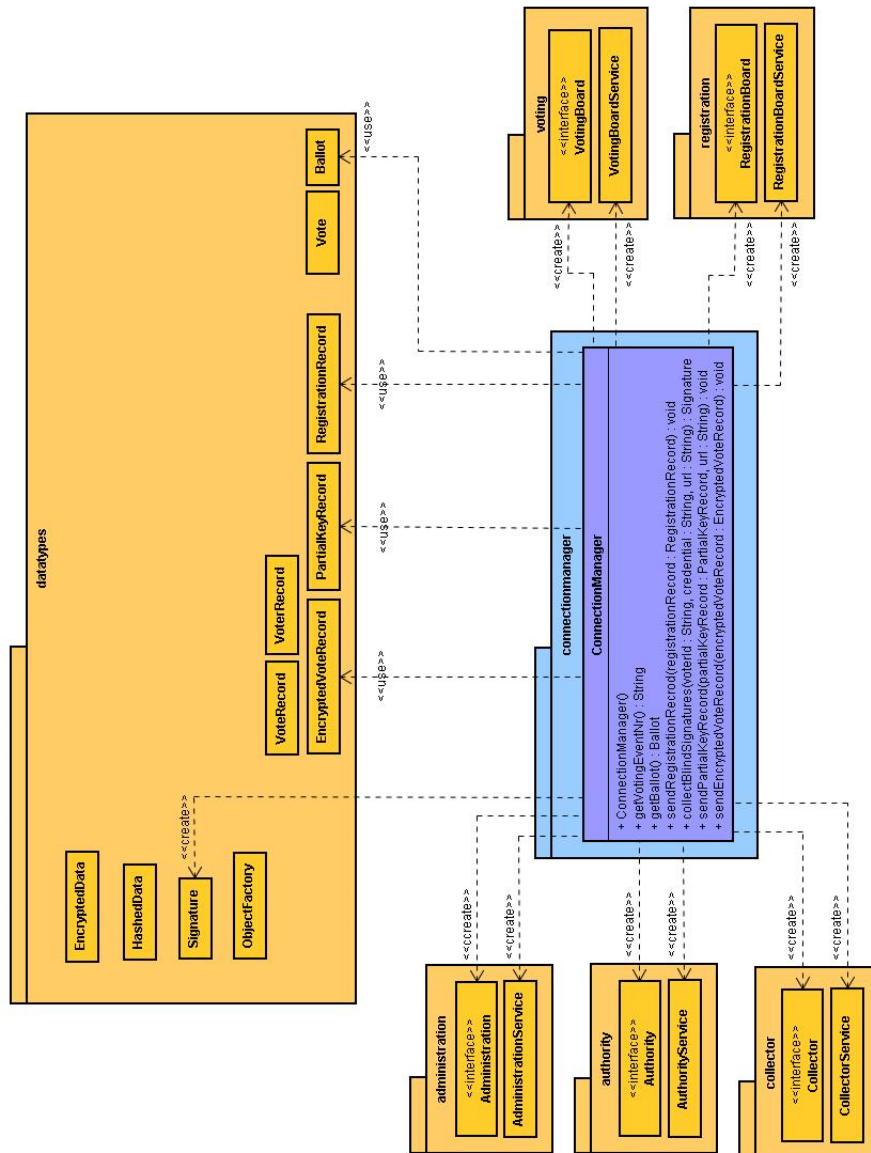 datatypes
EncryptedData
HashedData
Signature
ObjectFactory
<<create>>
VoteRecord
VoterRecord
EncryptedVoteRecord
PartialKeyRecord
RegistrationRecord
Vote
Ballot
<<use>>
<<use>>
<<use>>
<<use>>
administration
<<interface>>
Administration
AdministrationService
<<create>>
<<create>>
authority
<<interface>>
Authority
AuthorityService
<<create>>
<<create>>
collector
<<interface>>
Collector
CollectorService
<<create>>
<<create>>
connectionmanager
ConnectionManager
+ ConnectionManager()
+ getVotingEventNr() : String
+ getBallot() : Ballot
+ sendRegistrationRecrod(registrationRecord : RegistrationRecord) : void
+ collectBlindSignatures(voterId : String, credential : String, url : String) : Signature
+ sendPartialKeyRecord(partialKeyRecord : PartialKeyRecord, url : String) : void
+ sendEncryptedVoteRecord(encryptedVoteRecord : EncryptedVoteRecord) : void
<<create>>
<<create>>
voting
<<interface>>
VotingBoard
VotingBoardService
<<create>>
<<create>>
registration
<<interface>>
RegistrationBoard
RegistrationBoardService